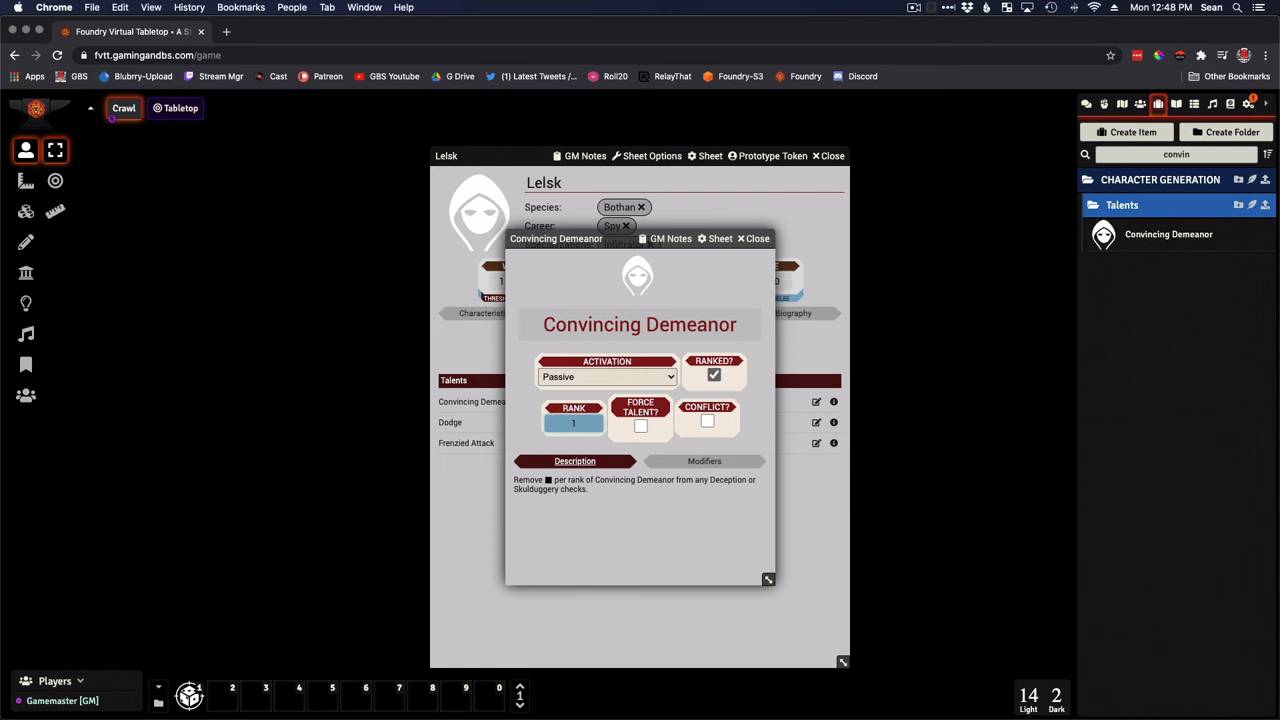 Chrome File Edit View History Bookmarks People Tab Window Help Mon 12:48 PM Sean
Foundry Virtual Tabletop • A St
fvtt.gamingandbs.com/game
Apps GBS Blubrry-Upload Stream Mgr Cast Patreon GBS Youtube G Drive (1) Latest Tweets /... Roll20 RelayThat Foundry-S3 Foundry Discord Other Bookmarks
Crawl Tabletop
Create Item Create Folder
convin
CHARACTER GENERATION
Talents
Convincing Demeanor
Lelsk GM Notes Sheet Options Sheet Prototype Token Close
Lelsk
Species: Bothan
Career: Spy
Characteristi
Biography
Talents
Convincing Demea
Dodge
Frenzied Attack
Convincing Demeanor GM Notes Sheet Close
Convincing Demeanor
ACTIVATION RANKED?
Passive
RANK FORCE TALENT? CONFLICT?
1
Description Modifiers
Remove ■ per rank of Convincing Demeanor from any Deception or
Skulduggery checks.
Players
Gamemaster [GM]
1 2 3 4 5 6 7 8 9 0
1
14 2
Light Dark